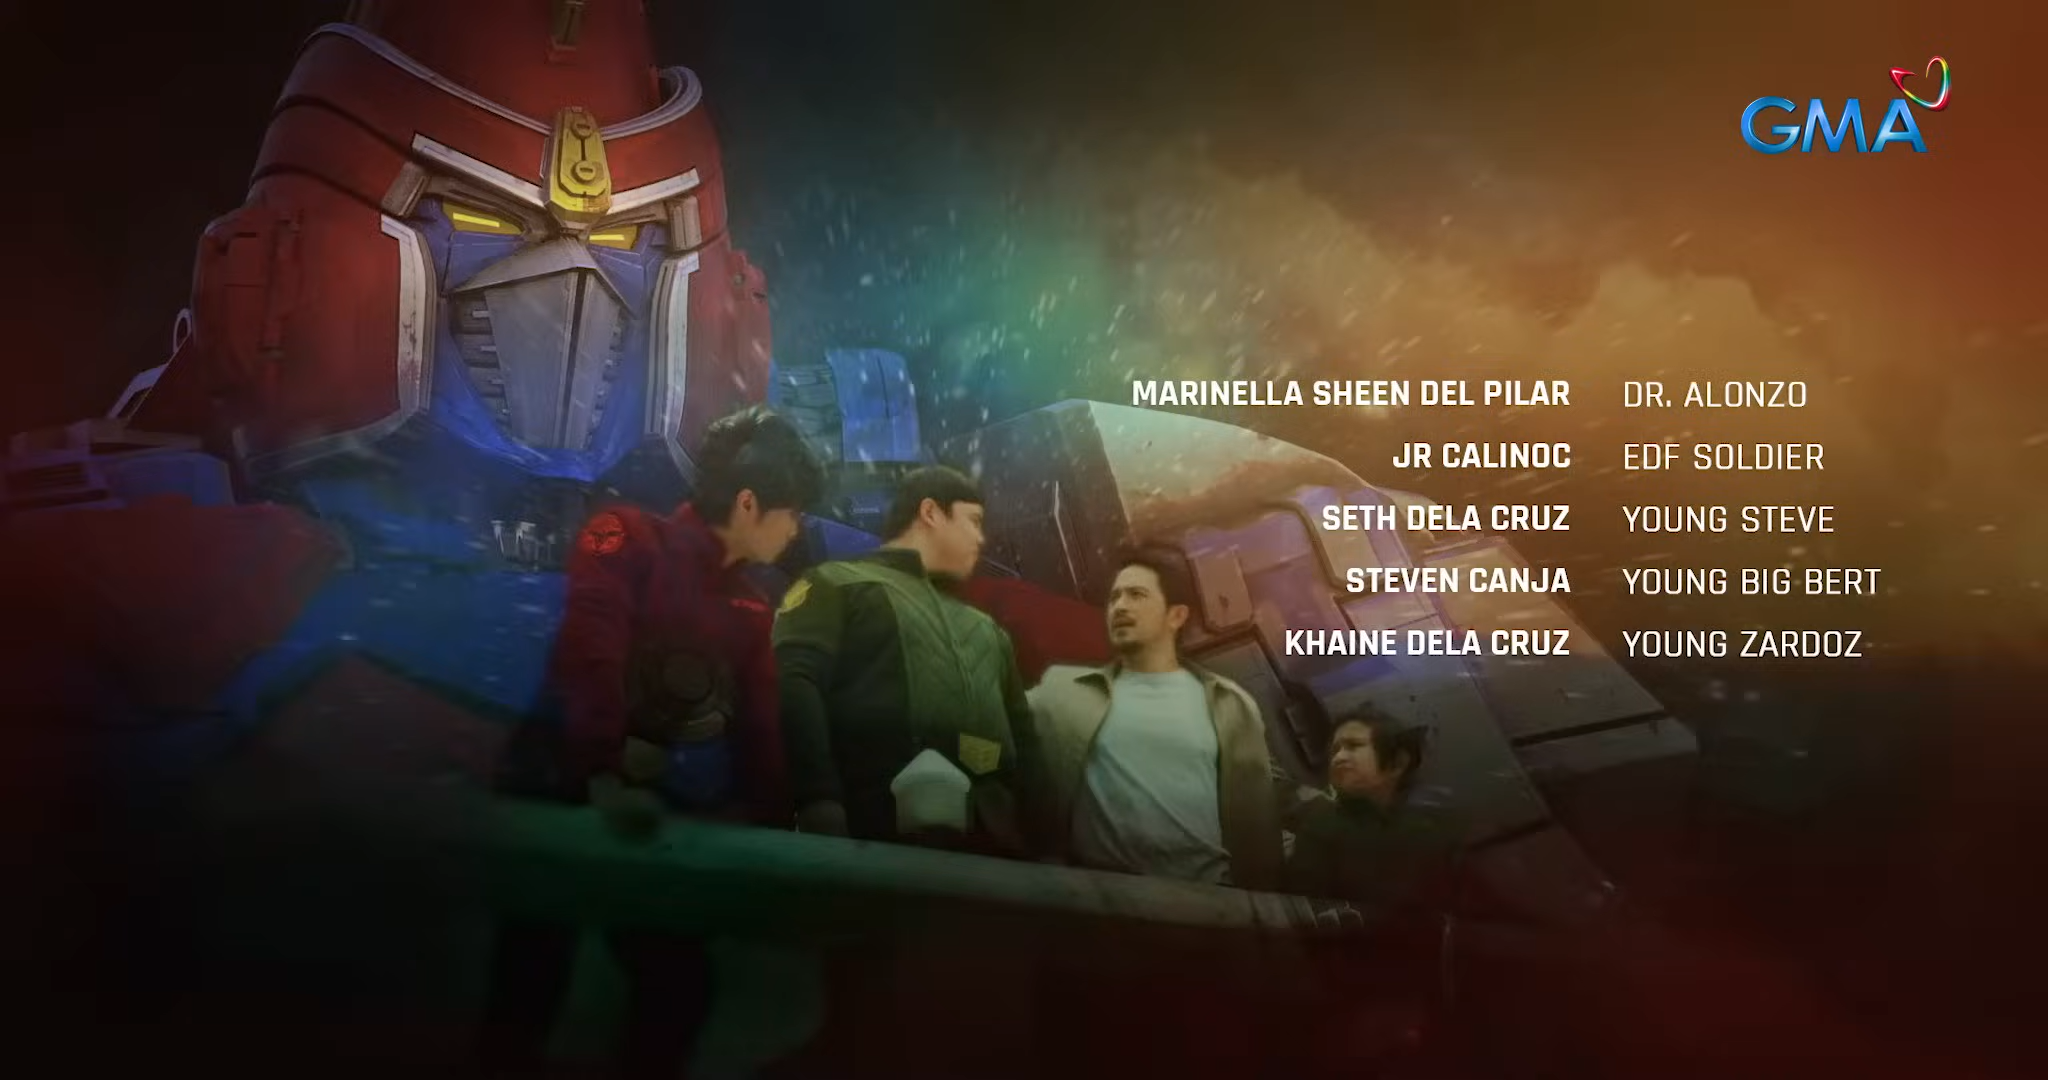 GMA
MARINELLA SHEEN DEL PILAR DR. ALONZO
JR CALINOC EDF SOLDIER
SETH DELA CRUZ YOUNG STEVE
STEVEN CANJA YOUNG BIG BERT
KHAINE DELA CRUZ YOUNG ZARDOZ